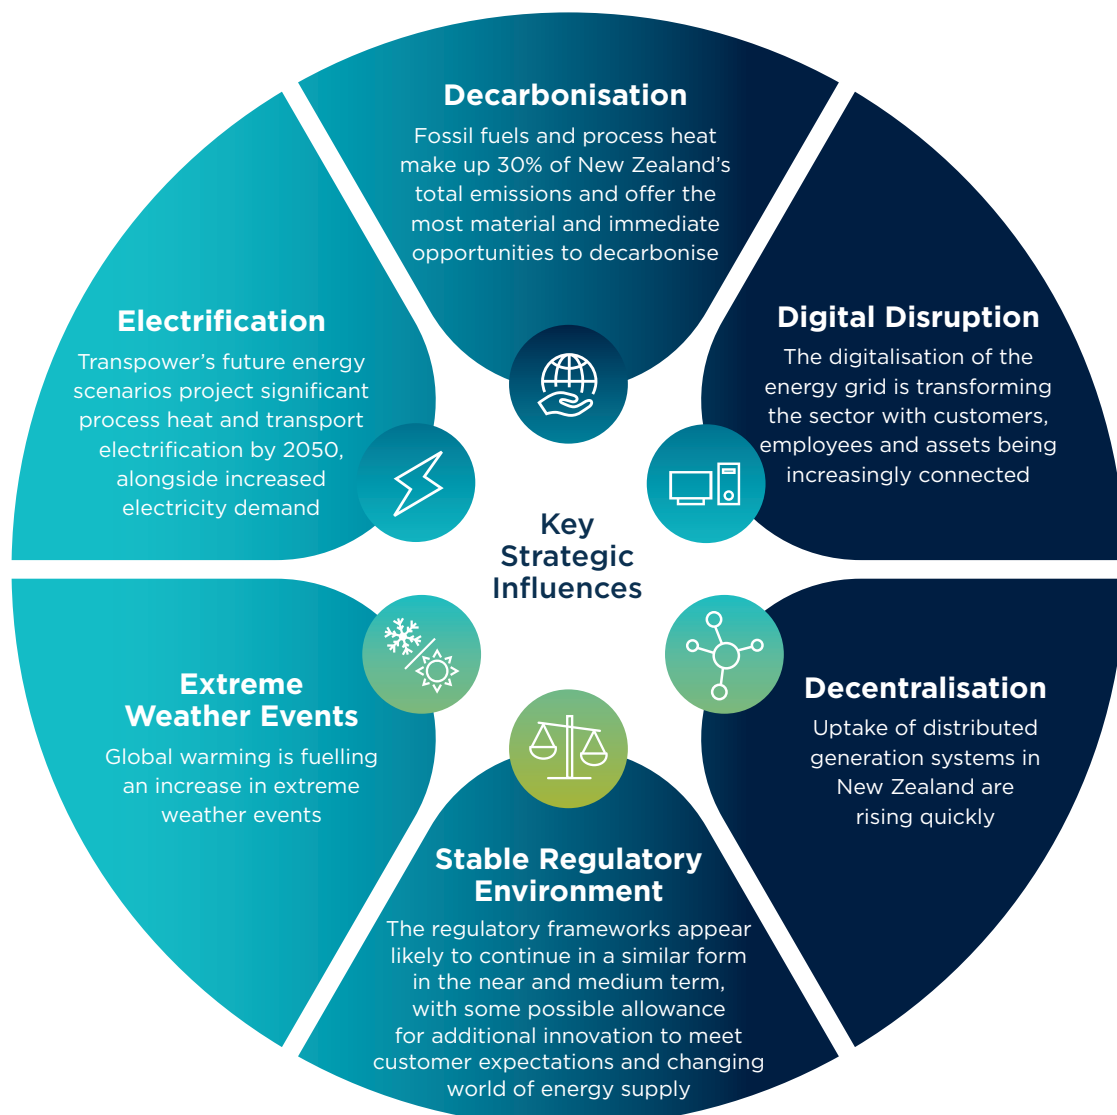 Decarbonisation
Fossil fuels and process heat
make up 30% of New Zealand's
total emissions and offer the
most material and immediate
opportunities to decarbonise
Digital Disruption
The digitalisation of the
energy grid is transforming
the sector with customers,
employees and assets being
increasingly connected
Decentralisation
Uptake of distributed
generation systems in
New Zealand are
rising quickly
Stable Regulatory
Environment
The regulatory frameworks appear
likely to continue in a similar form
in the near and medium term,
with some possible allowance
for additional innovation to meet
customer expectations and changing
world of energy supply
Extreme
Weather Events
Global warming is fuelling
an increase in extreme
weather events
Electrification
Transpower's future energy
scenarios project significant
process heat and transport
electrification by 2050,
alongside increased
electricity demand
Key
Strategic
Influences